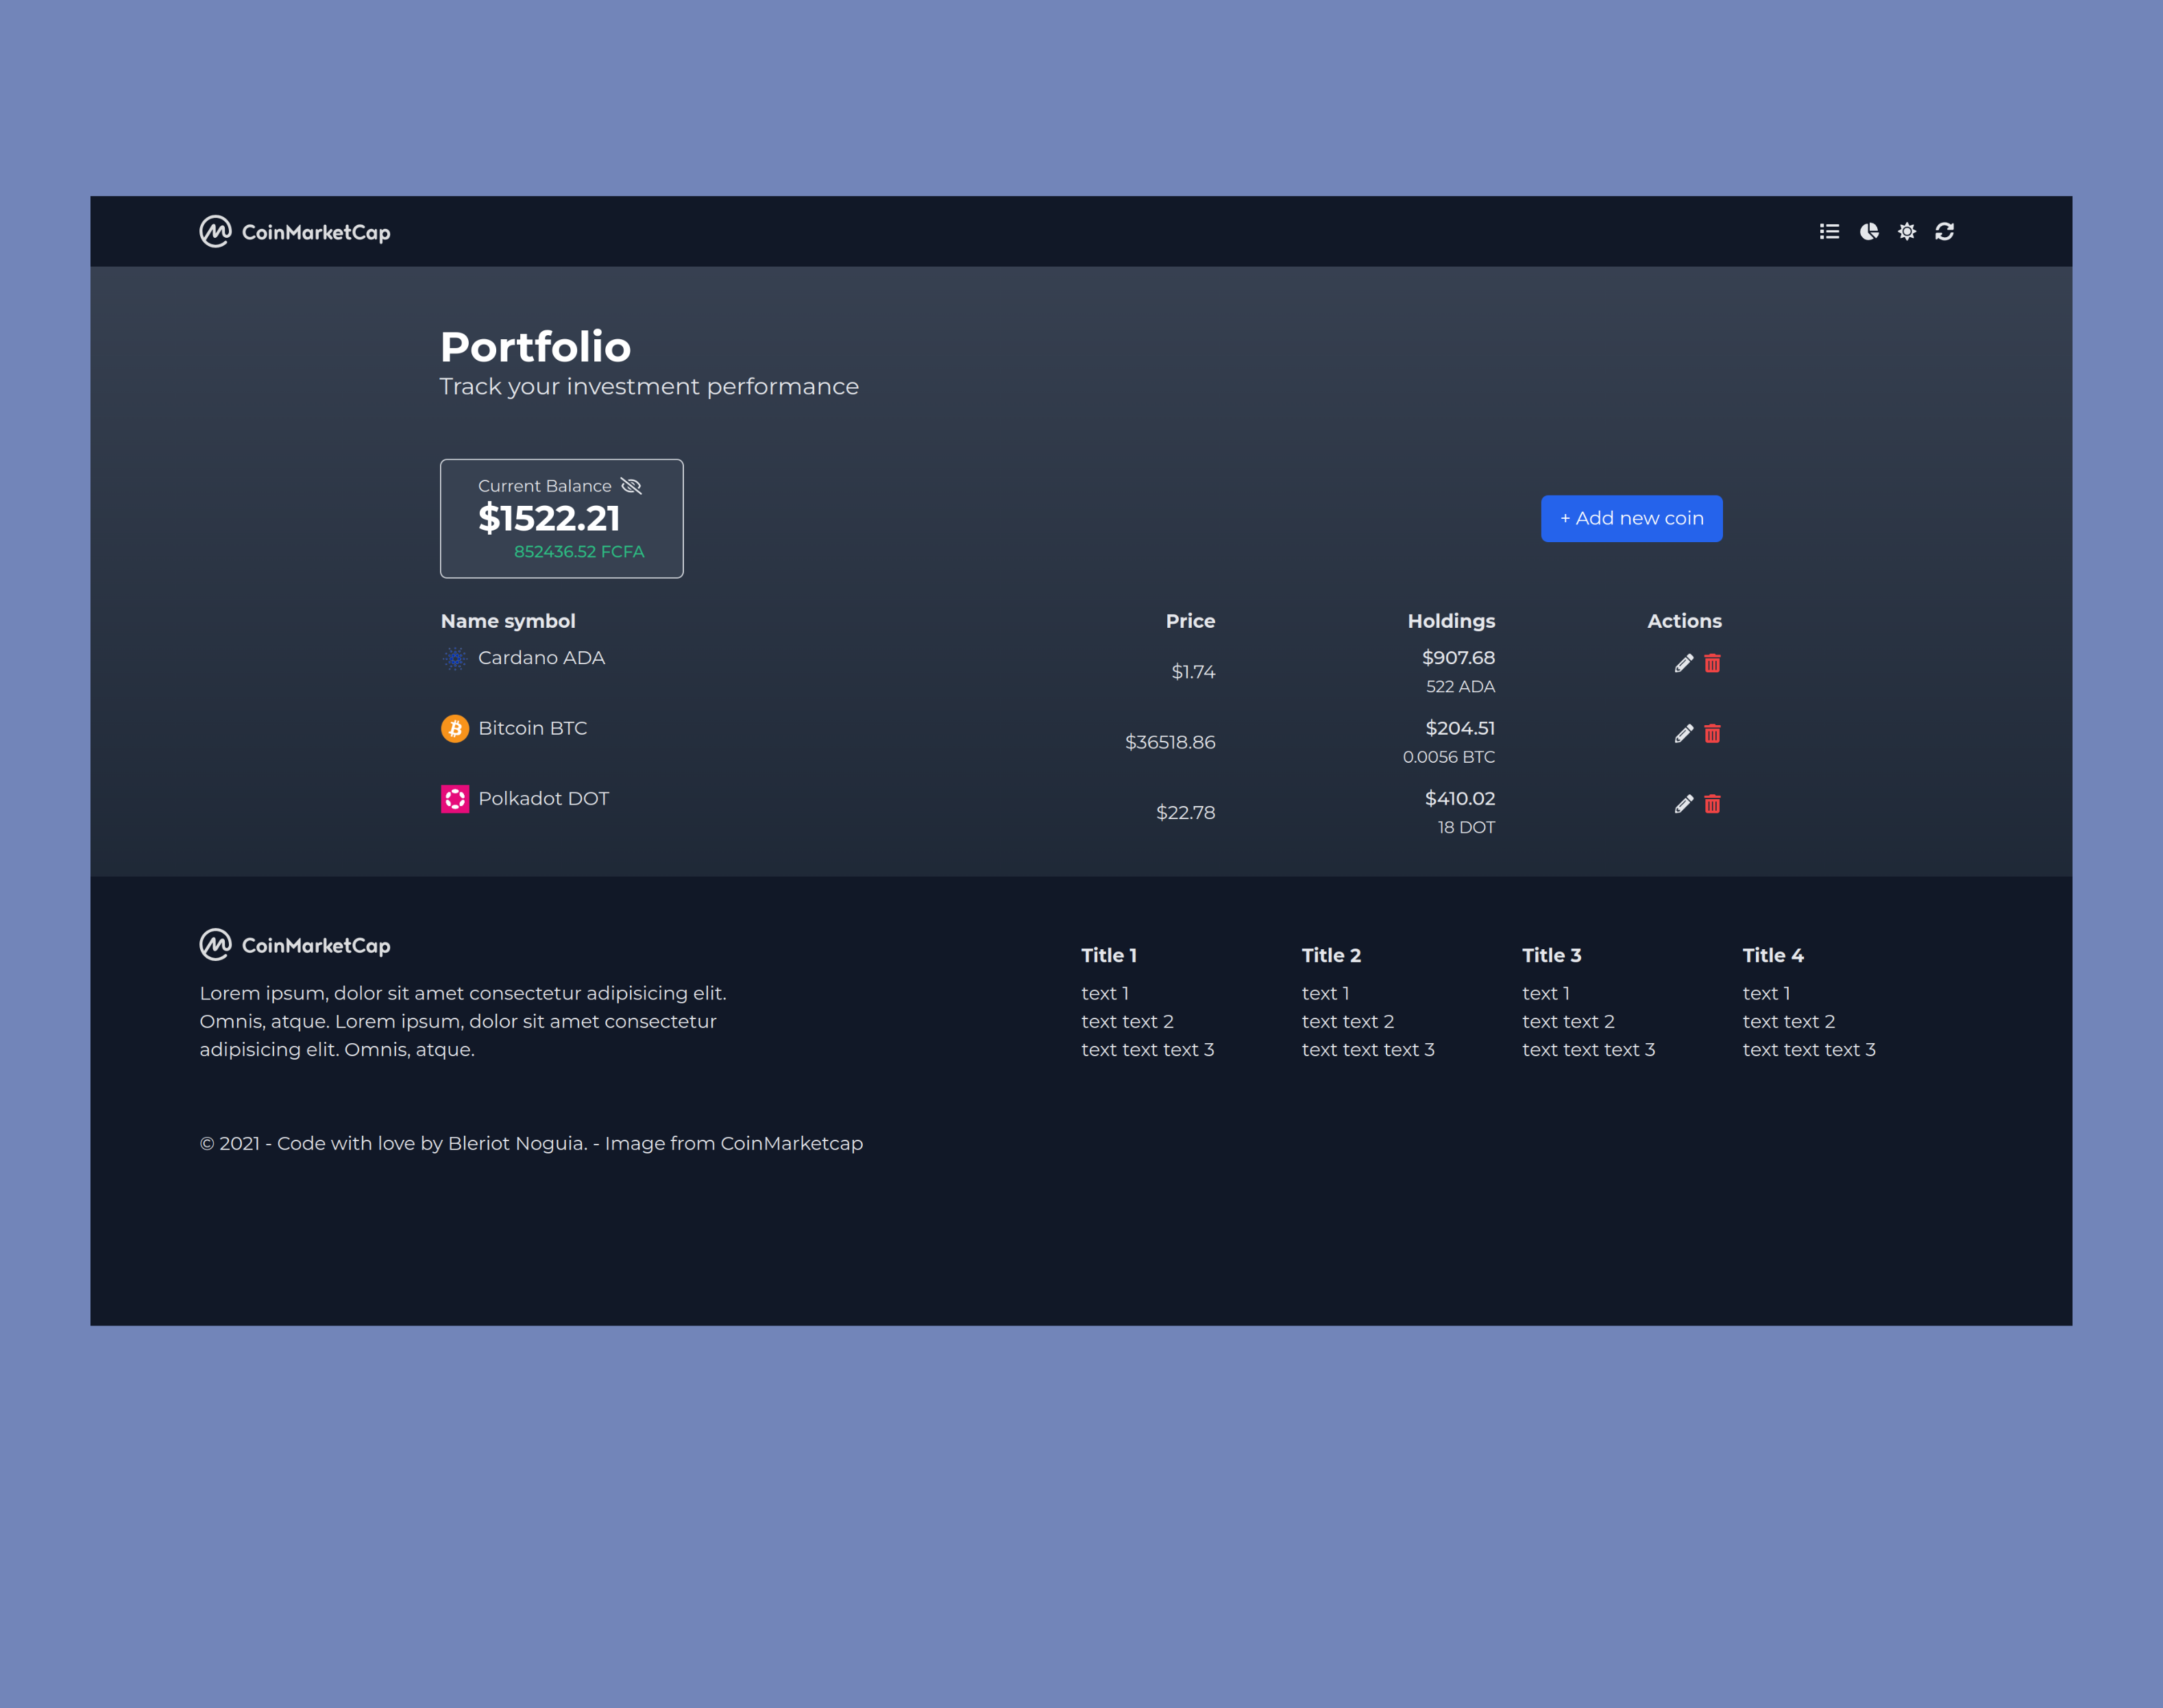 CoinMarketCap
Portfolio
Track your investment performance
Current Balance
$1522.21
852436.52 FCFA
+ Add new coin
Name symbol Price Holdings Actions
Cardano ADA $1.74 $907.68
522 ADA
Bitcoin BTC $36518.86 $204.51
0.0056 BTC
Polkadot DOT $22.78 $410.02
18 DOT
CoinMarketCap
Lorem ipsum, dolor sit amet consectetur adipisicing elit.
Omnis, atque. Lorem ipsum, dolor sit amet consectetur
adipisicing elit. Omnis, atque.
Title 1
text 1
text text 2
text text text 3
Title 2
text 1
text text 2
text text text 3
Title 3
text 1
text text 2
text text text 3
Title 4
text 1
text text 2
text text text 3
© 2021 - Code with love by Bleriot Noguia. - Image from CoinMarketcap